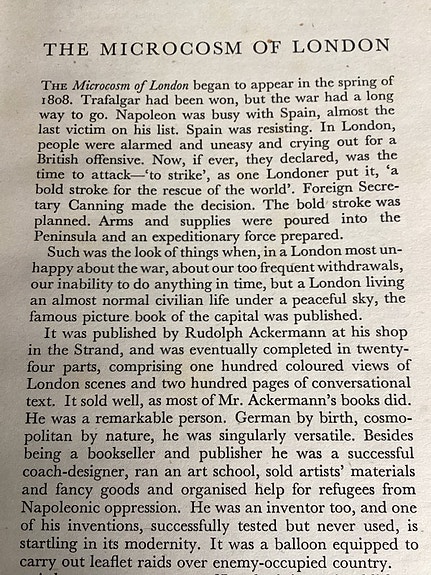 THE MICROCOSM OF LONDON
THE Microcosm of London began to appear in the spring of
1808. Trafalgar had been won, but the war had a long
way to go. Napoleon was busy with Spain, almost the
last victim on his list. Spain was resisting. In London,
people were alarmed and uneasy and crying out for a
British offensive. Now, if ever, they declared, was the
time to attack—'to strike', as one Londoner put it, 'a
bold stroke for the rescue of the world'. Foreign Secre-
tary Canning made the decision. The bold stroke was
planned. Arms and supplies were poured into the
Peninsula and an expeditionary force prepared.
Such was the look of things when, in a London most un-
happy about the war, about our too frequent withdrawals,
our inability to do anything in time, but a London living
an almost normal civilian life under a peaceful sky, the
famous picture book of the capital was published.
It was published by Rudolph Ackermann at his shop
in the Strand, and was eventually completed in twenty-
four parts, comprising one hundred coloured views of
London scenes and two hundred pages of conversational
text. It sold well, as most of Mr. Ackermann's books did.
He was a remarkable person. German by birth, cosmo-
politan by nature, he was singularly versatile. Besides
being a bookseller and publisher he was a successful
coach-designer, ran an art school, sold artists' materials
and fancy goods and organised help for refugees from
Napoleonic oppression. He was an inventor too, and one
of his inventions, successfully tested but never used, is
startling in its modernity. It was a balloon equipped to
carry out leaflet raids over enemy-occupied country.